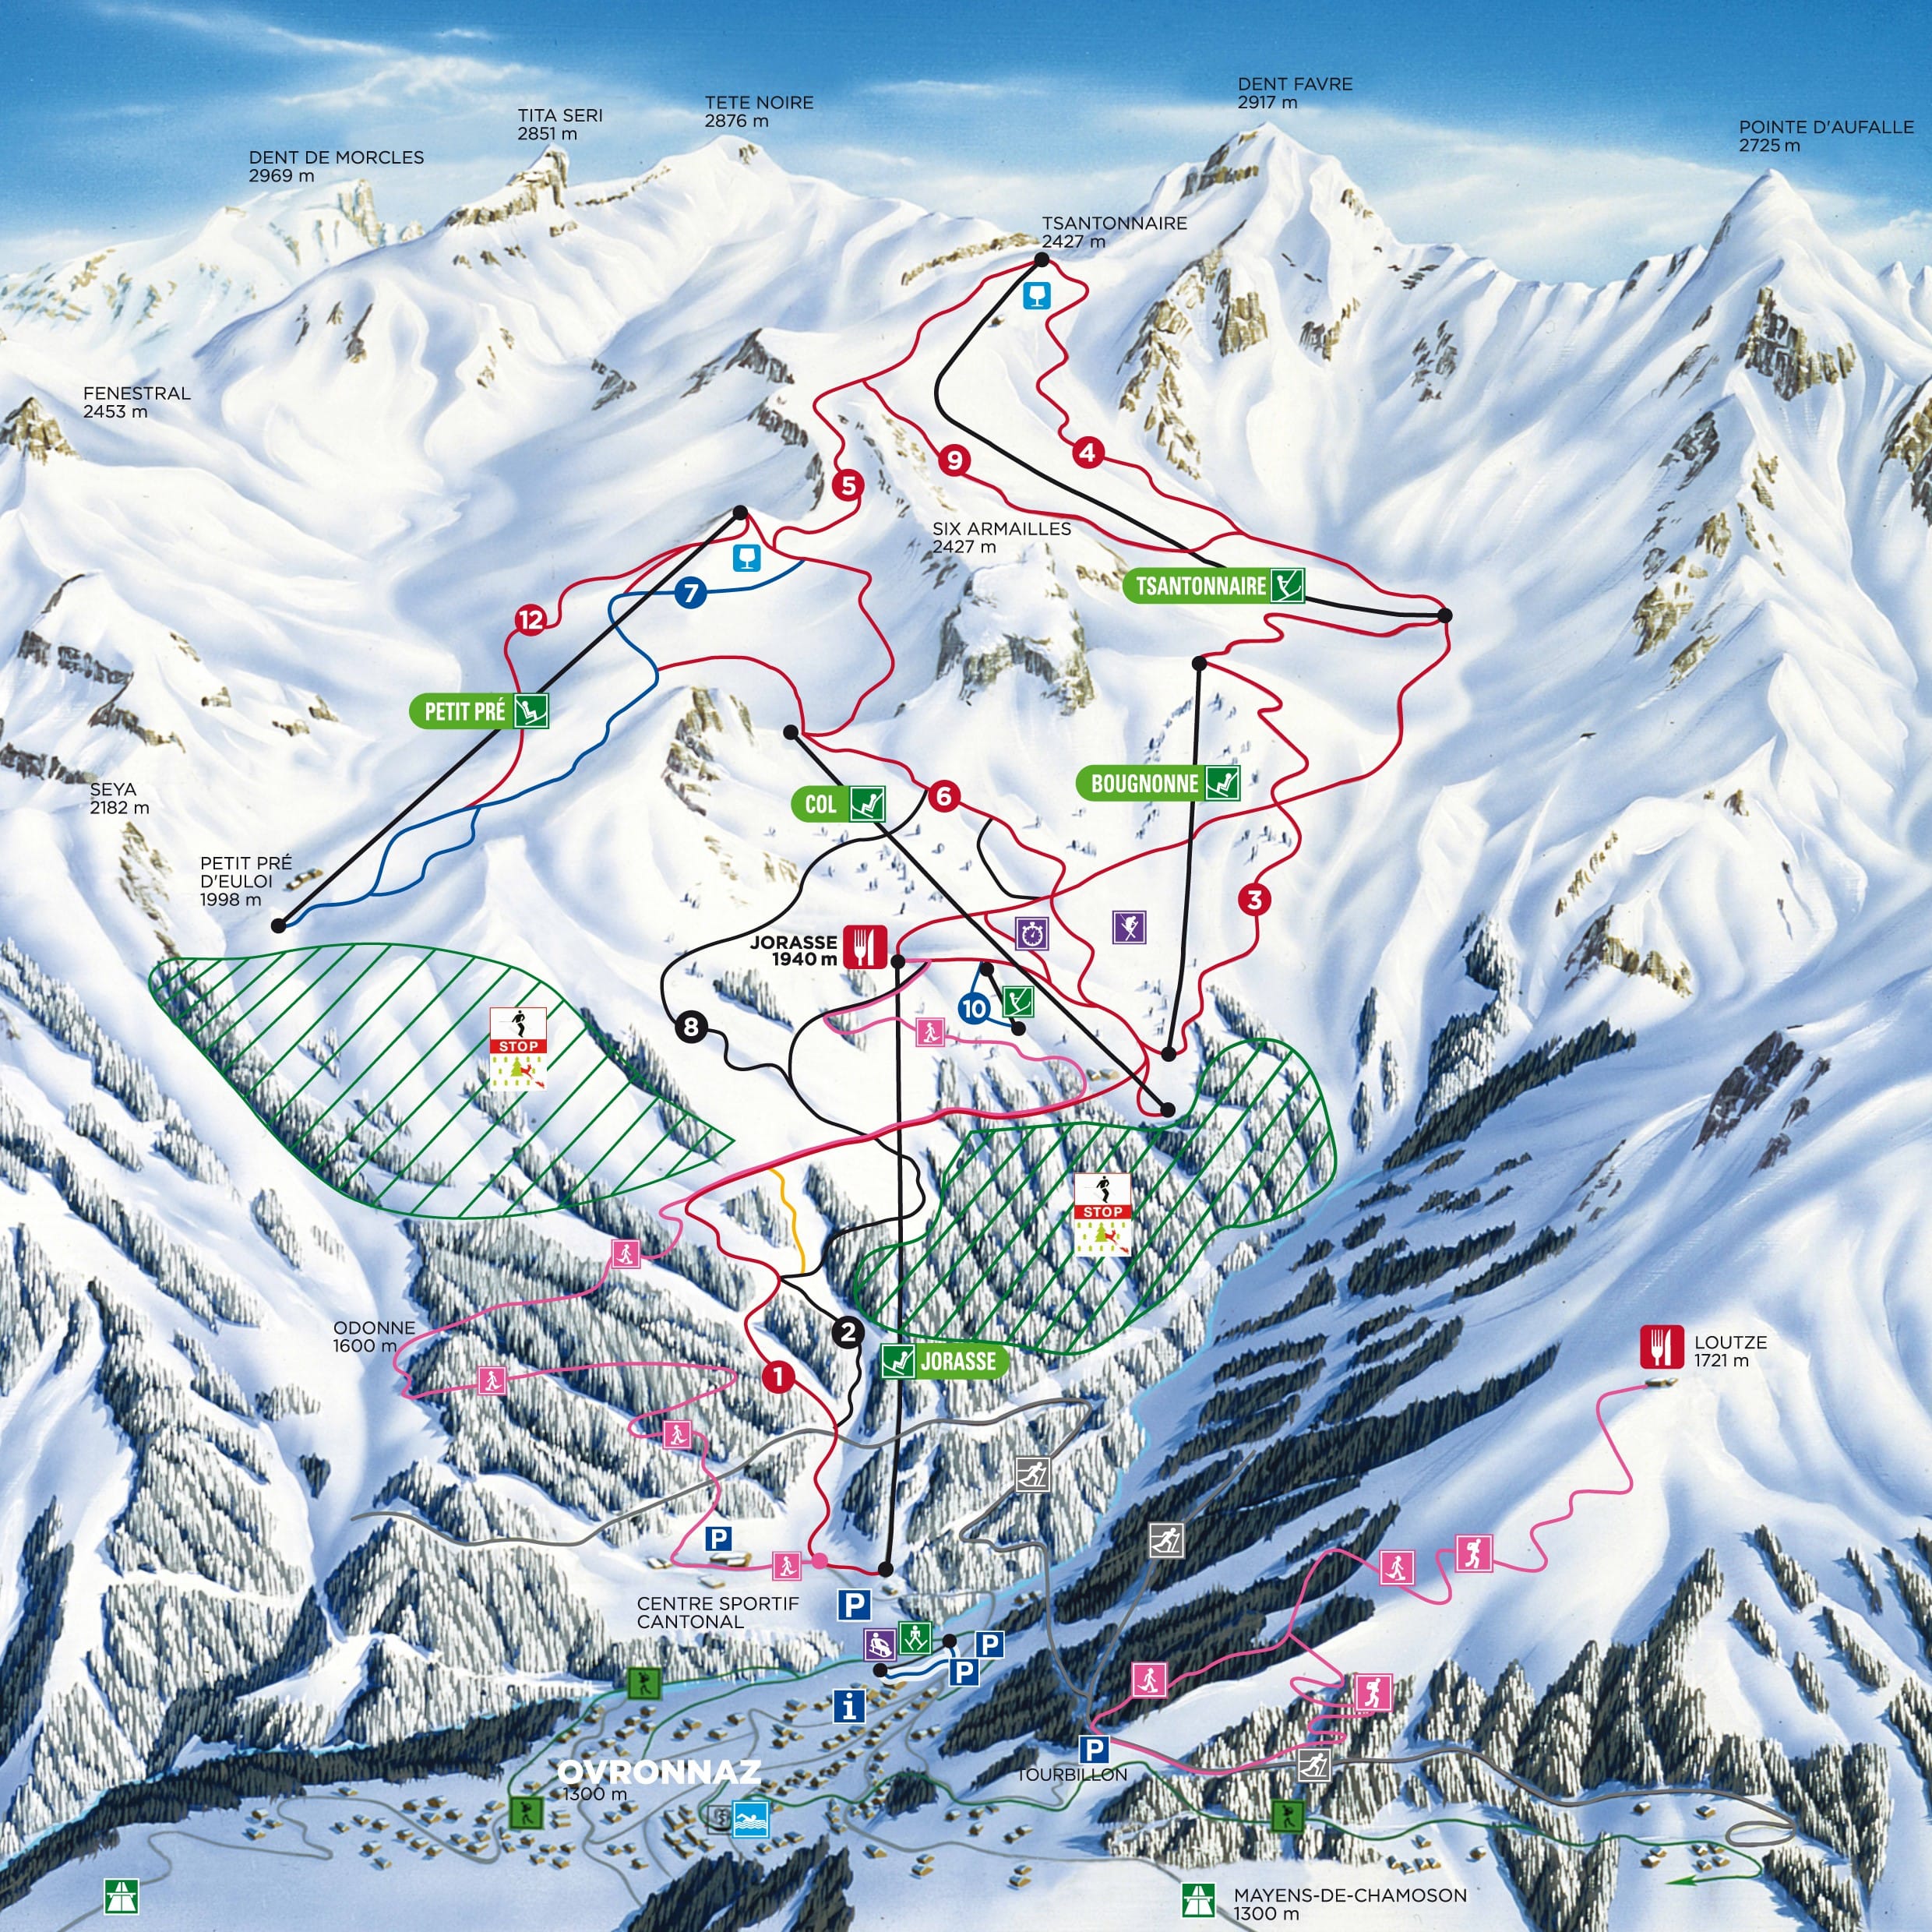 DENT FAVRE
2917 m
TETE NOIRE
2876 m
TITA SERI
2851 m
POINTE D'AUFALLE
2725 m
DENT DE MORCLES
2969 m
TSANTONNAIRE
2427 m
FENESTRAL
2453 m
4
9
5
SIX ARMAILLES
2427 m
TSANTONNAIRE
7
12
PETIT PRÉ
BOUGNONNE
COL
6
SEYA
2182 m
PETIT PRÉ
D'EULOI
1998 m
3
JORASSE
1940 m
10
8
STOP
STOP
ODONNE
1600 m
2
LOUTZE
1721 m
JORASSE
1
P
P
CENTRE SPORTIF
CANTONAL
P
P
i
P
TOURBILLON
OVRONNAZ
1300 m
MAYENS-DE-CHAMOSON
1300 m